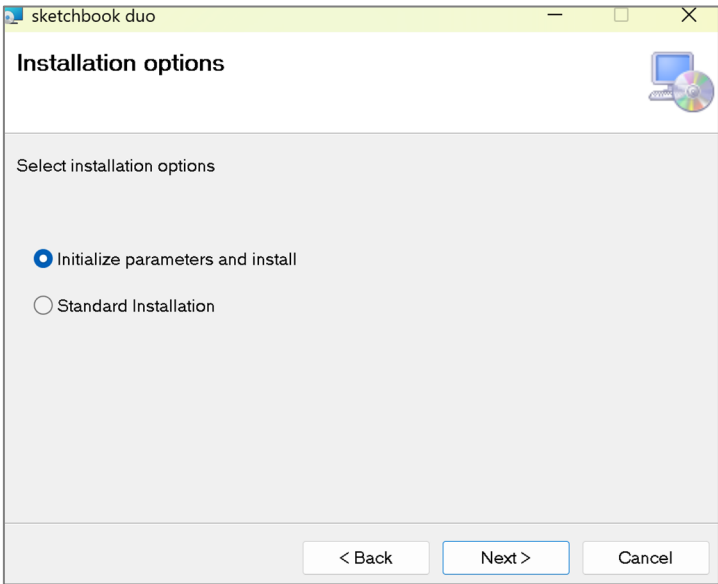 sketchbook duo
Installation options
Select installation options
Initialize parameters and install
Standard Installation
< Back
Next >
Cancel